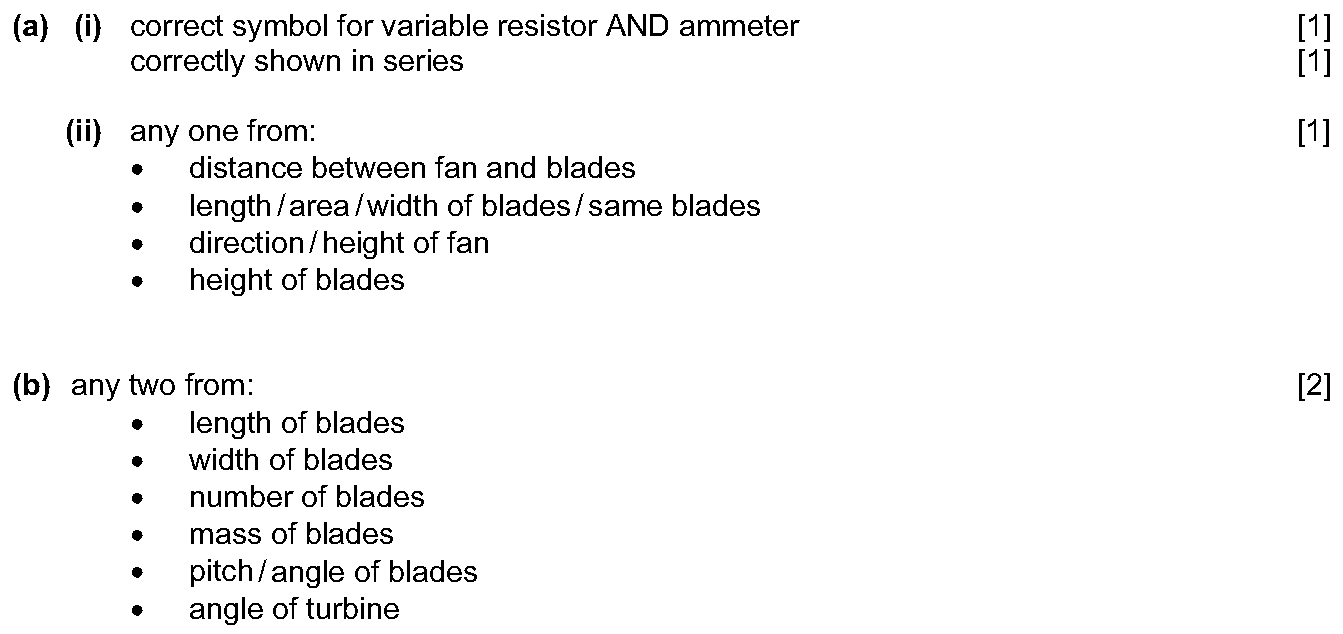 (a) (i) correct symbol for variable resistor AND ammeter [1]
correctly shown in series [1]
(ii) any one from: [1]
• distance between fan and blades
• length/area/width of blades/same blades
• direction/height of fan
• height of blades
(b) any two from: [2]
• length of blades
• width of blades
• number of blades
• mass of blades
• pitch/angle of blades
• angle of turbine